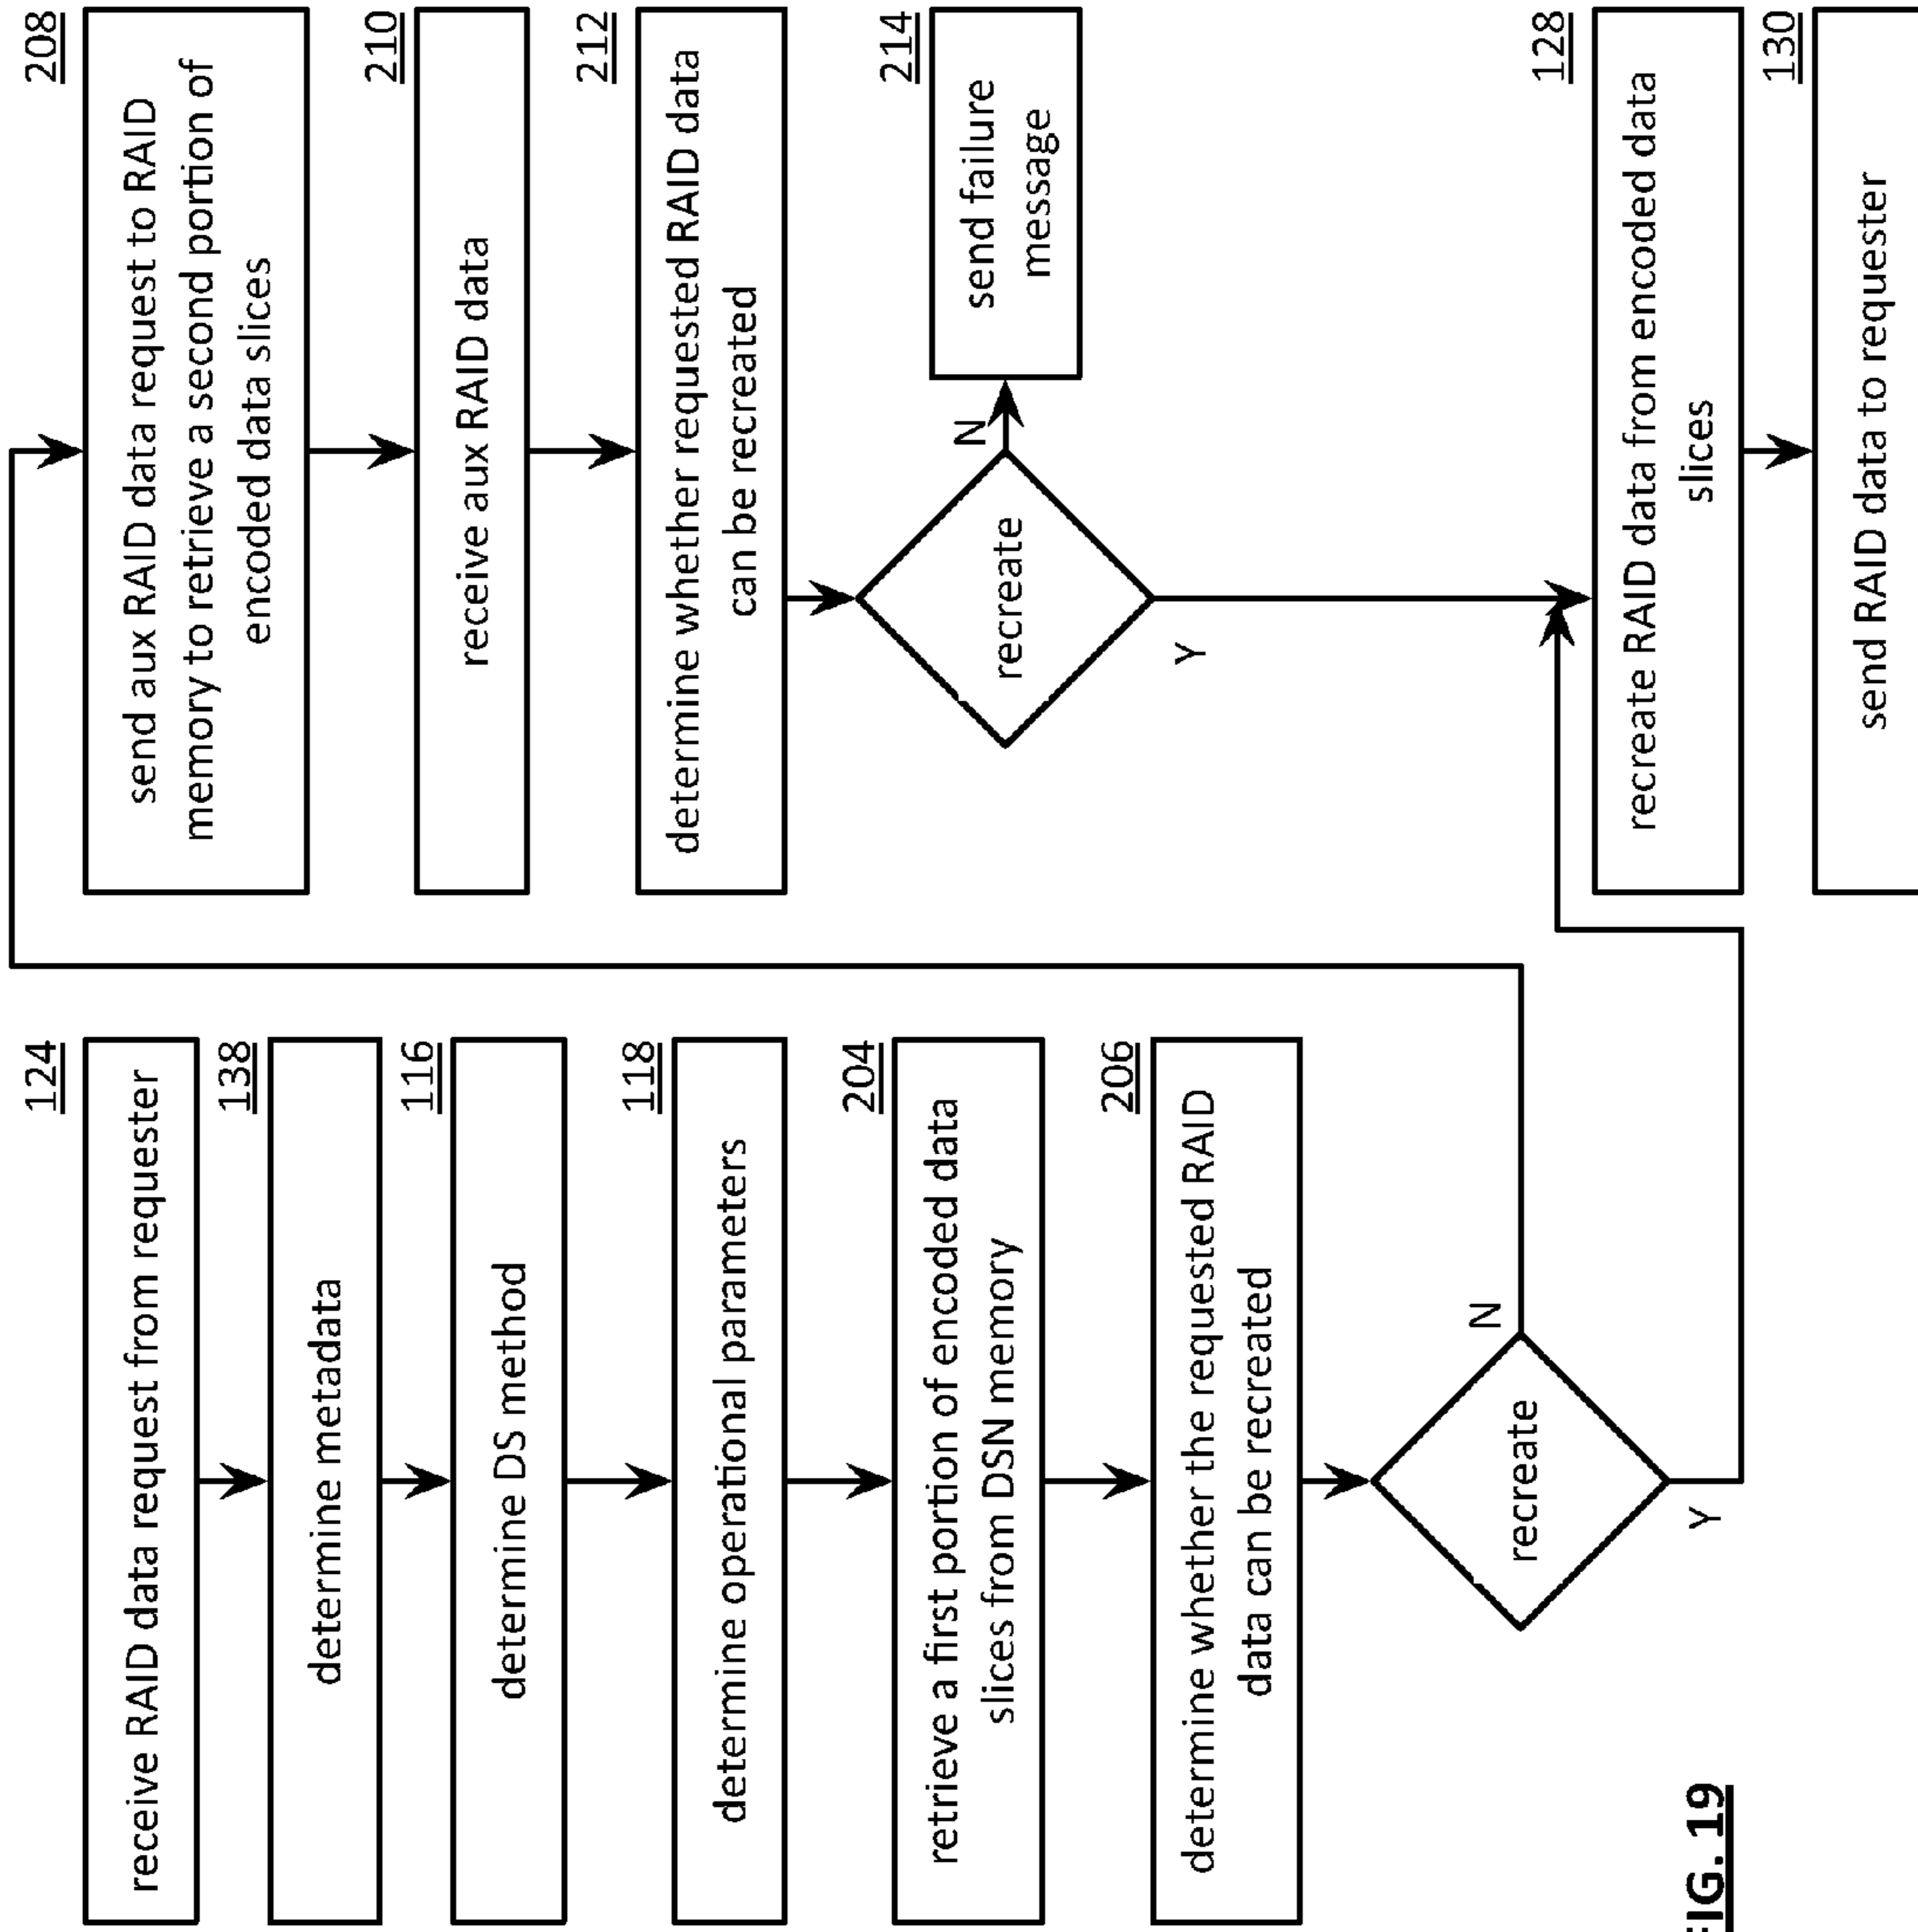 124
receive RAID data request from requester
138
determine metadata
116
determine DS method
118
determine operational parameters
204
retrieve a first portion of encoded data
slices from DSN memory
206
determine whether the requested RAID
data can be recreated
recreate
N
Y
208
send aux RAID data request to RAID
memory to retrieve a second portion of
encoded data slices
210
receive aux RAID data
212
determine whether requested RAID data
can be recreated
recreate
N
214
send failure
message
Y
128
recreate RAID data from encoded data
slices
130
send RAID data to requester
IG. 19